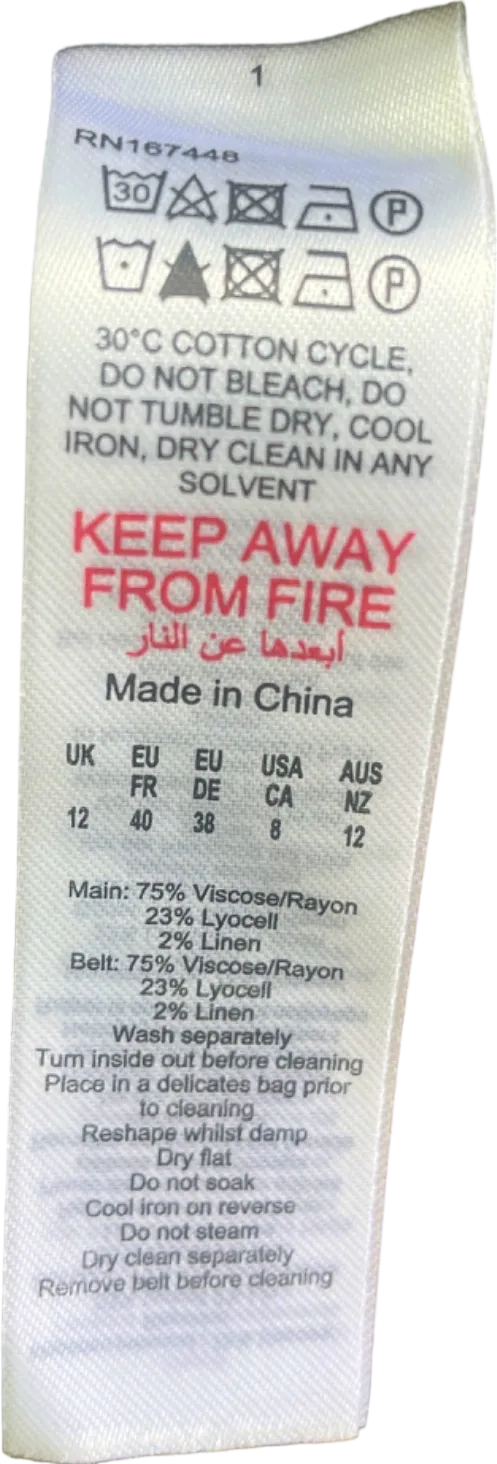 1
RN167448
30 P
P
30°C COTTON CYCLE,
DO NOT BLEACH, DO
NOT TUMBLE DRY, COOL
IRON, DRY CLEAN IN ANY
SOLVENT
KEEP AWAY
FROM FIRE
أبعدها عن النار
Made in China
UK EU EU USA AUS
FR DE CA NZ
12 40 38 8 12
Main: 75% Viscose/Rayon
23% Lyocell
2% Linen
Belt: 75% Viscose/Rayon
23% Lyocell
2% Linen
Wash separately
Turn inside out before cleaning
Place in a delicates bag prior
to cleaning
Reshape whilst damp
Dry flat
Do not soak
Cool iron on reverse
Do not steam
Dry clean separately
Remove belt before cleaning